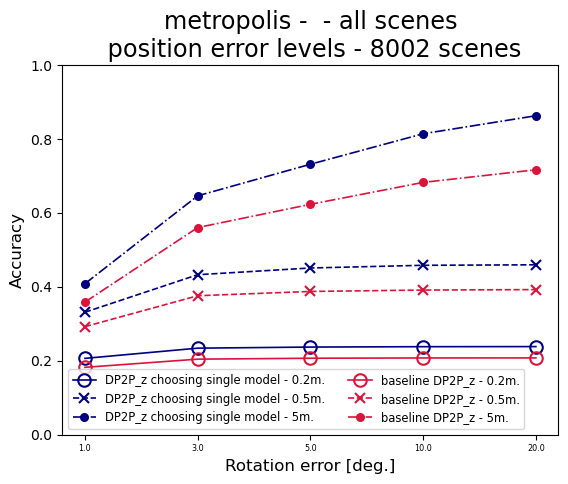 metropolis -  - all scenes
position error levels - 8002 scenes
1.0
0.8
0.6
0.4
0.2
0.0
Accuracy
DP2P_z choosing single model - 0.2m.
DP2P_z choosing single model - 0.5m.
DP2P_z choosing single model - 5m.
baseline DP2P_z - 0.2m.
baseline DP2P_z - 0.5m.
baseline DP2P_z - 5m.
1.0 3.0 5.0 10.0 20.0
Rotation error [deg.]